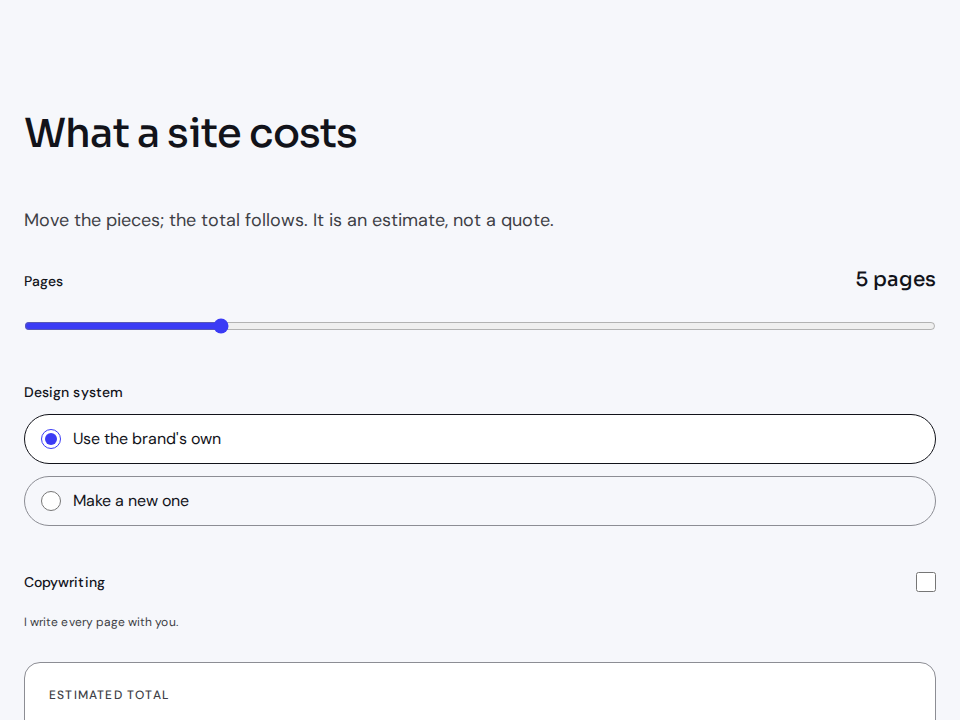 What a site costs
Move the pieces; the total follows. It is an estimate, not a quote.
Pages
5 pages
Design system
Use the brand's own
Make a new one
Copywriting
I write every page with you.
ESTIMATED TOTAL